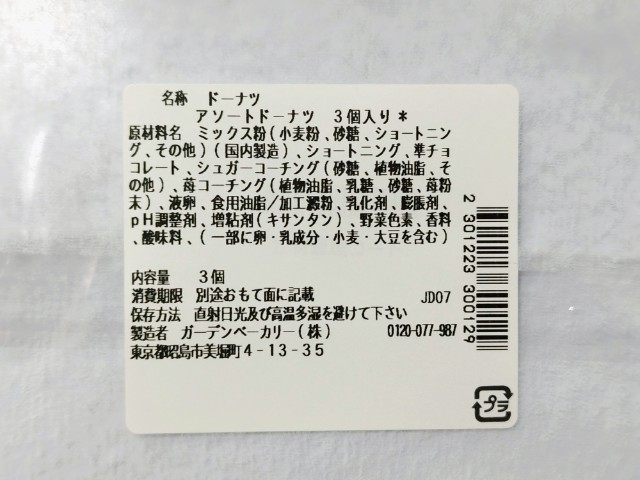 名称 ドーナツ
アソートドーナツ 3個入り＊
原材料名 ミックス粉(小麦粉、砂糖、ショートニン
グ、その他)(国内製造)、ショートニング、準チョ
コレート、シュガーコーチング(砂糖、植物油脂、そ
の他)、苺コーチング(植物油脂、乳糖、砂糖、苺粉
末)、液卵、食用油脂/加工澱粉、乳化剤、膨脹剤、
pH調整剤、増粘剤(キサンタン)、野菜色素、香料
、酸味料、(一部に卵・乳成分・小麦・大豆を含む)
内容量 3個
消費期限 別途おもて面に記載 JD07
保存方法 直射日光及び高温多湿を避けて下さい
製造者 ガーデンベーカリー(株) 0120-077-987
東京都昭島市美堀町4-13-35
2 301223 300129
プラ